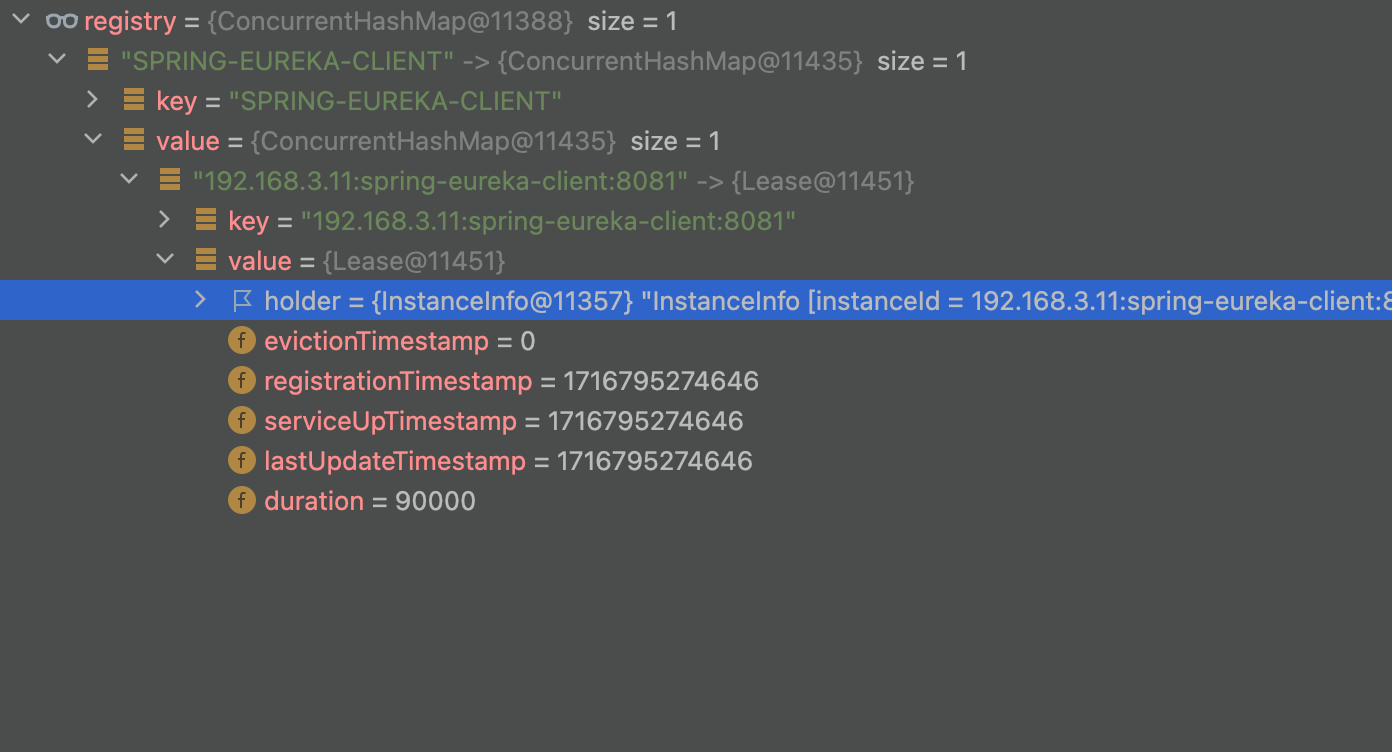 registry = {ConcurrentHashMap@11388} size = 1
"SPRING-EUREKA-CLIENT" -> {ConcurrentHashMap@11435} size = 1
key = "SPRING-EUREKA-CLIENT"
value = {ConcurrentHashMap@11435} size = 1
"192.168.3.11:spring-eureka-client:8081" -> {Lease@11451}
key = "192.168.3.11:spring-eureka-client:8081"
value = {Lease@11451}
holder = {InstanceInfo@11357} "InstanceInfo [instanceId = 192.168.3.11:spring-eureka-client:8
f evictionTimestamp = 0
f registrationTimestamp = 1716795274646
f serviceUpTimestamp = 1716795274646
f lastUpdateTimestamp = 1716795274646
f duration = 90000